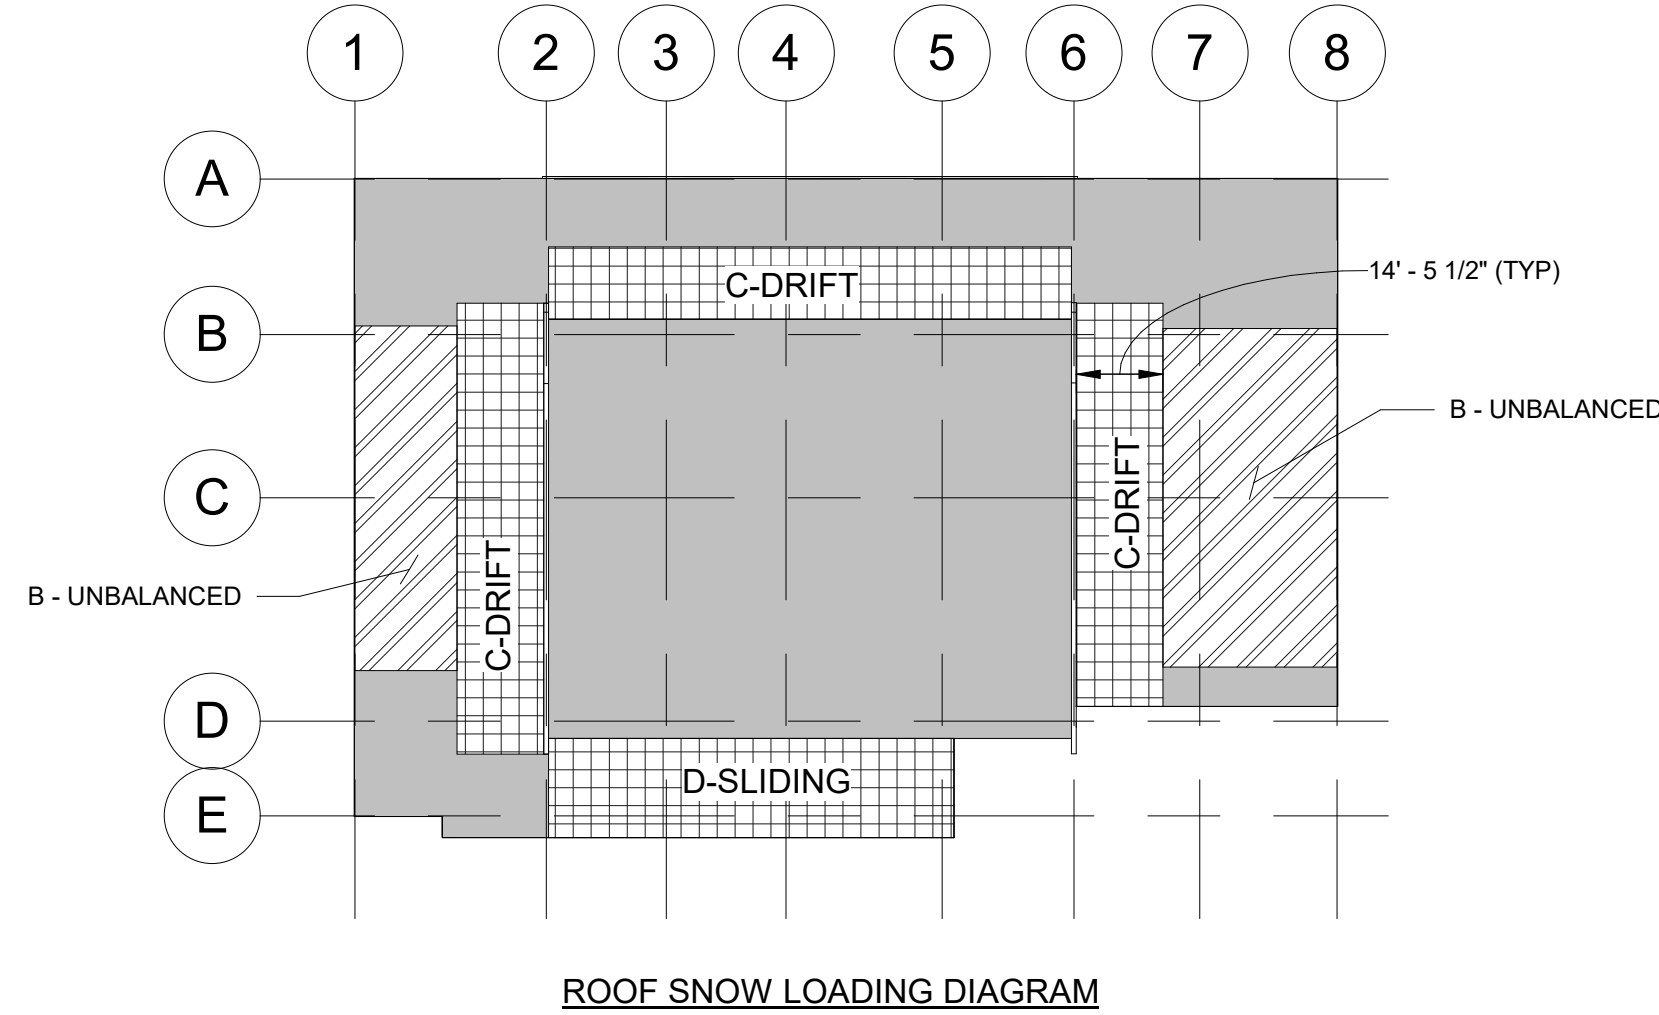 1 2 3 4 5 6 7 8
A
C-DRIFT
14' - 5 1/2" (TYP)
B
B - UNBALANCED
C
C-DRIFT
B - UNBALANCED
C-DRIFT
D
D-SLIDING
E
ROOF SNOW LOADING DIAGRAM